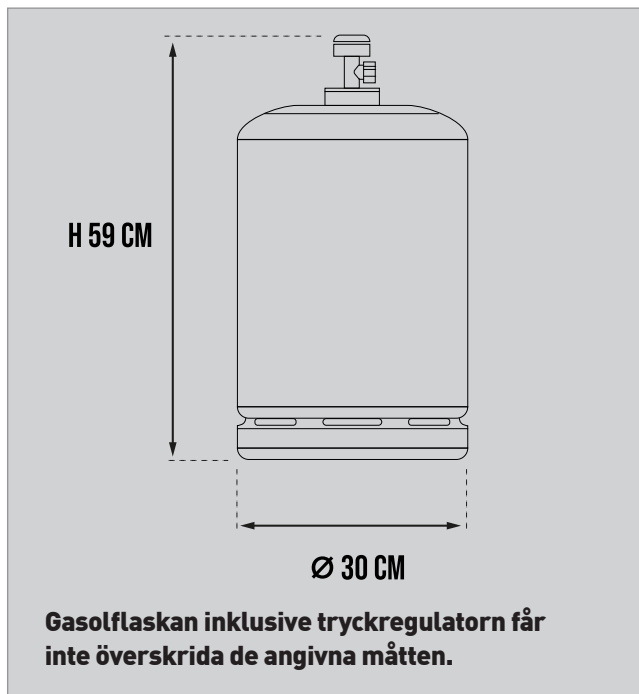 H 59 CM
Ø 30 CM
Gasolflaskan inklusive tryckregulatorn får
inte överskrida de angivna måtten.